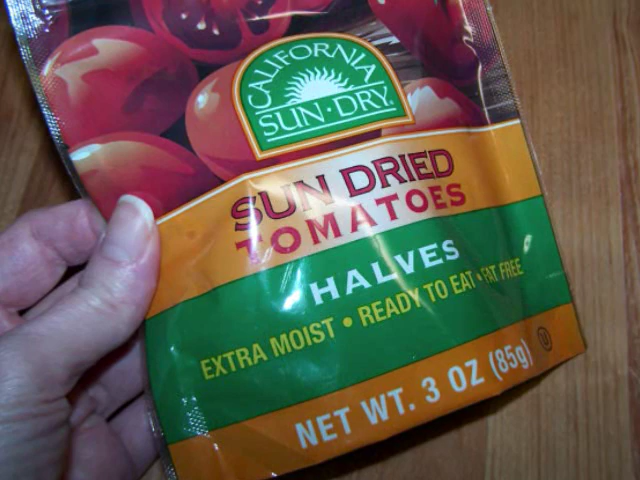 CALIFORNIA
SUN·DRY
SUN DRIED
TOMATOES
HALVES
EXTRA MOIST • READY TO EAT • FAT FREE
NET WT. 3 OZ (85g)
U